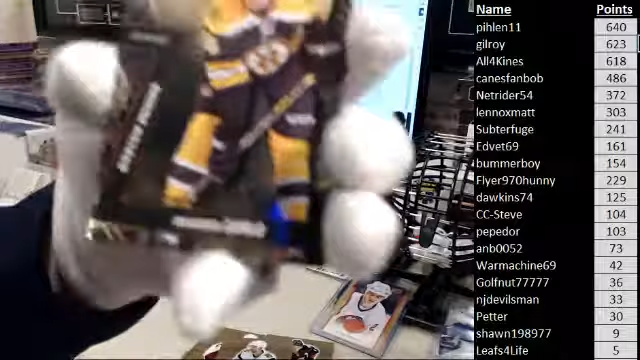 Name Points
pihlen11 640
gilroy 623
All4Kines 618
canesfanbob 486
Netrider54 372
lennoxmatt 303
Subterfuge 241
Edvet69 161
bummerboy 154
Flyer970hunny 229
dawkins74 125
CC-Steve 104
pepedor 103
anb0052 73
Warmachine69 42
Golfnut77777 36
njdevilsman 33
Petter 30
shawn198977 9
Leafs4Life 5